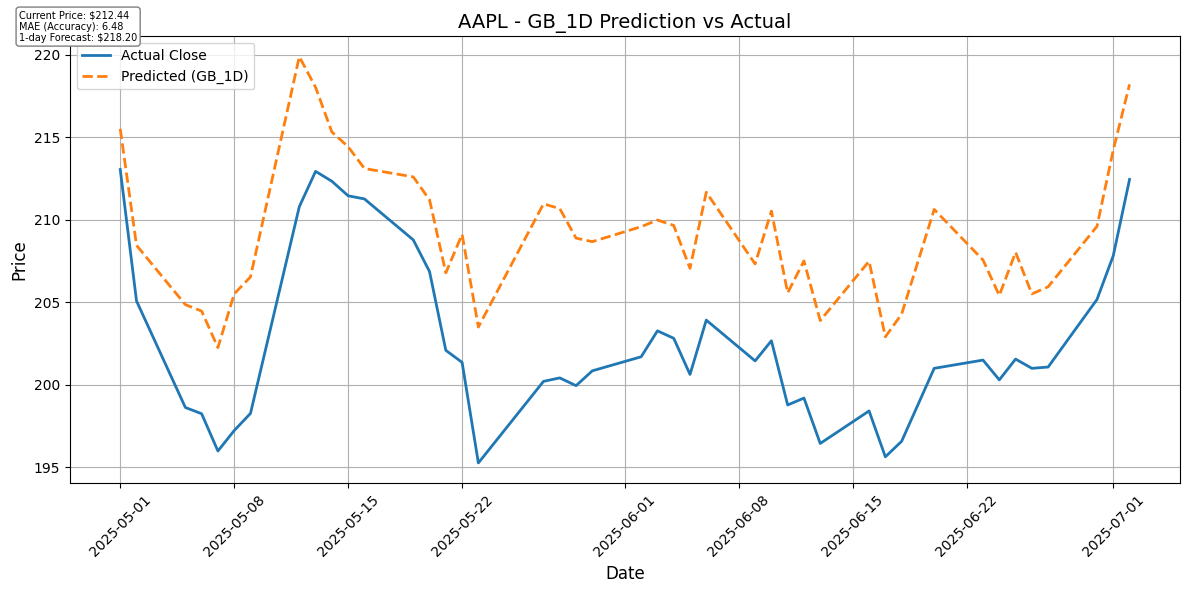 AAPL - GB_1D Prediction vs Actual
Current Price: $212.44
MAE (Accuracy): 6.48
1-day Forecast: $218.20
Actual Close
Predicted (GB_1D)
Price
220
215
210
205
200
195
2025-05-01
2025-05-08
2025-05-15
2025-05-22
2025-06-01
2025-06-08
2025-06-15
2025-06-22
2025-07-01
Date